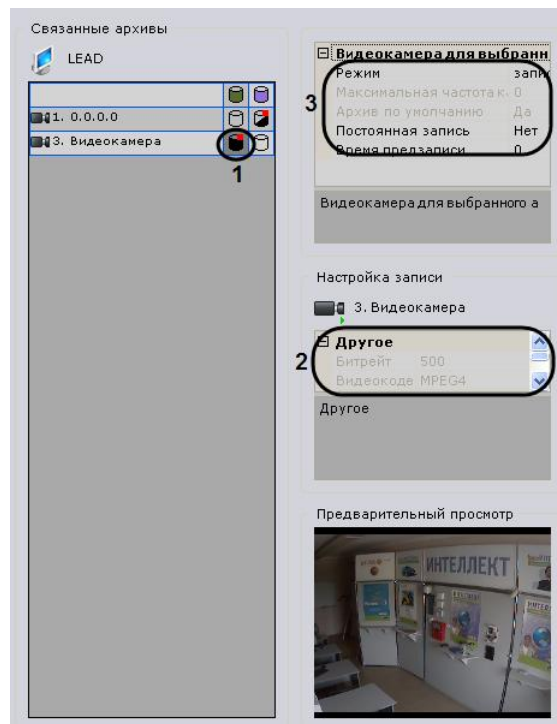 Связанные архивы
LEAD
1. 0.0.0.0
3. Видеокамера
1
Видеокамера для выбранн
Режим запи
Максимальная частота к. 0
Архив по умолчанию Да
Постоянная запись Нет
Время предзаписи 0
3
Видеокамера для выбранного а
Настройка записи
3. Видеокамера
Другое
Битрейт 500
Видеокоде MPEG4
2
Другое
Предварительный просмотр
ИНТЕЛЛЕКТ